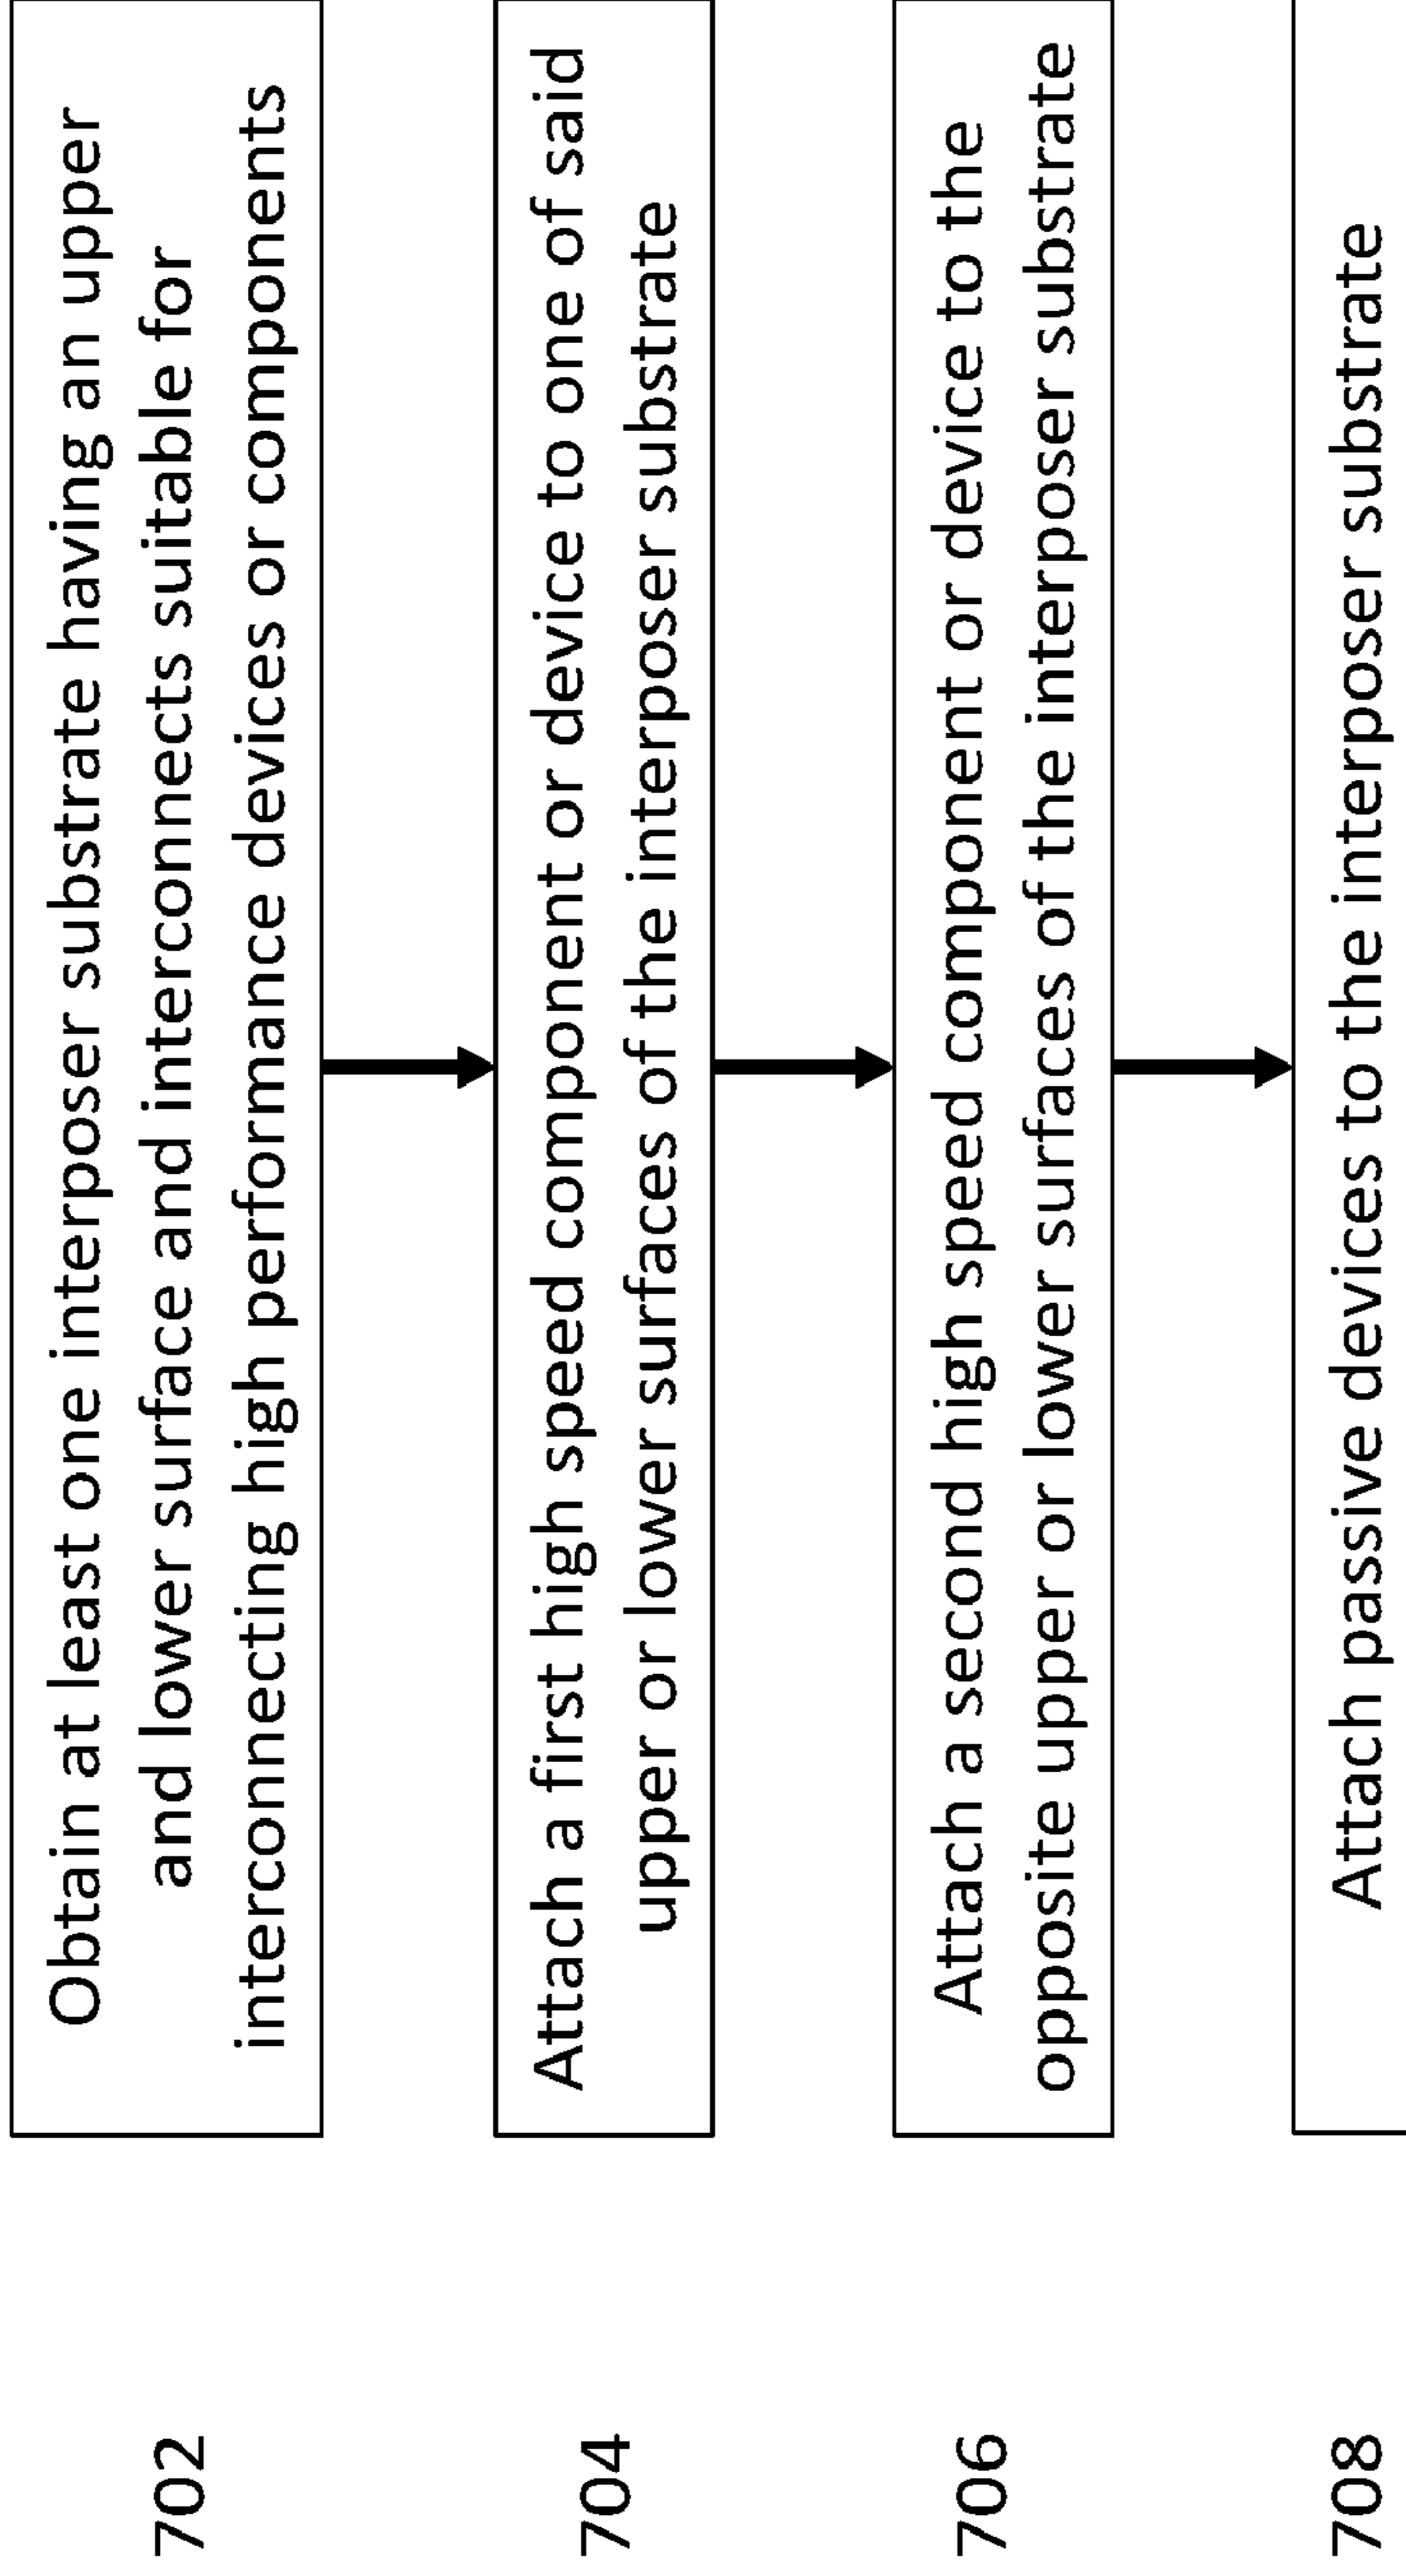 702
Obtain at least one interposer substrate having an upper
and lower surface and interconnects suitable for
interconnecting high performance devices or components
704
Attach a first high speed component or device to one of said
upper or lower surfaces of the interposer substrate
706
Attach a second high speed component or device to the
opposite upper or lower surfaces of the interposer substrate
708
Attach passive devices to the interposer substrate